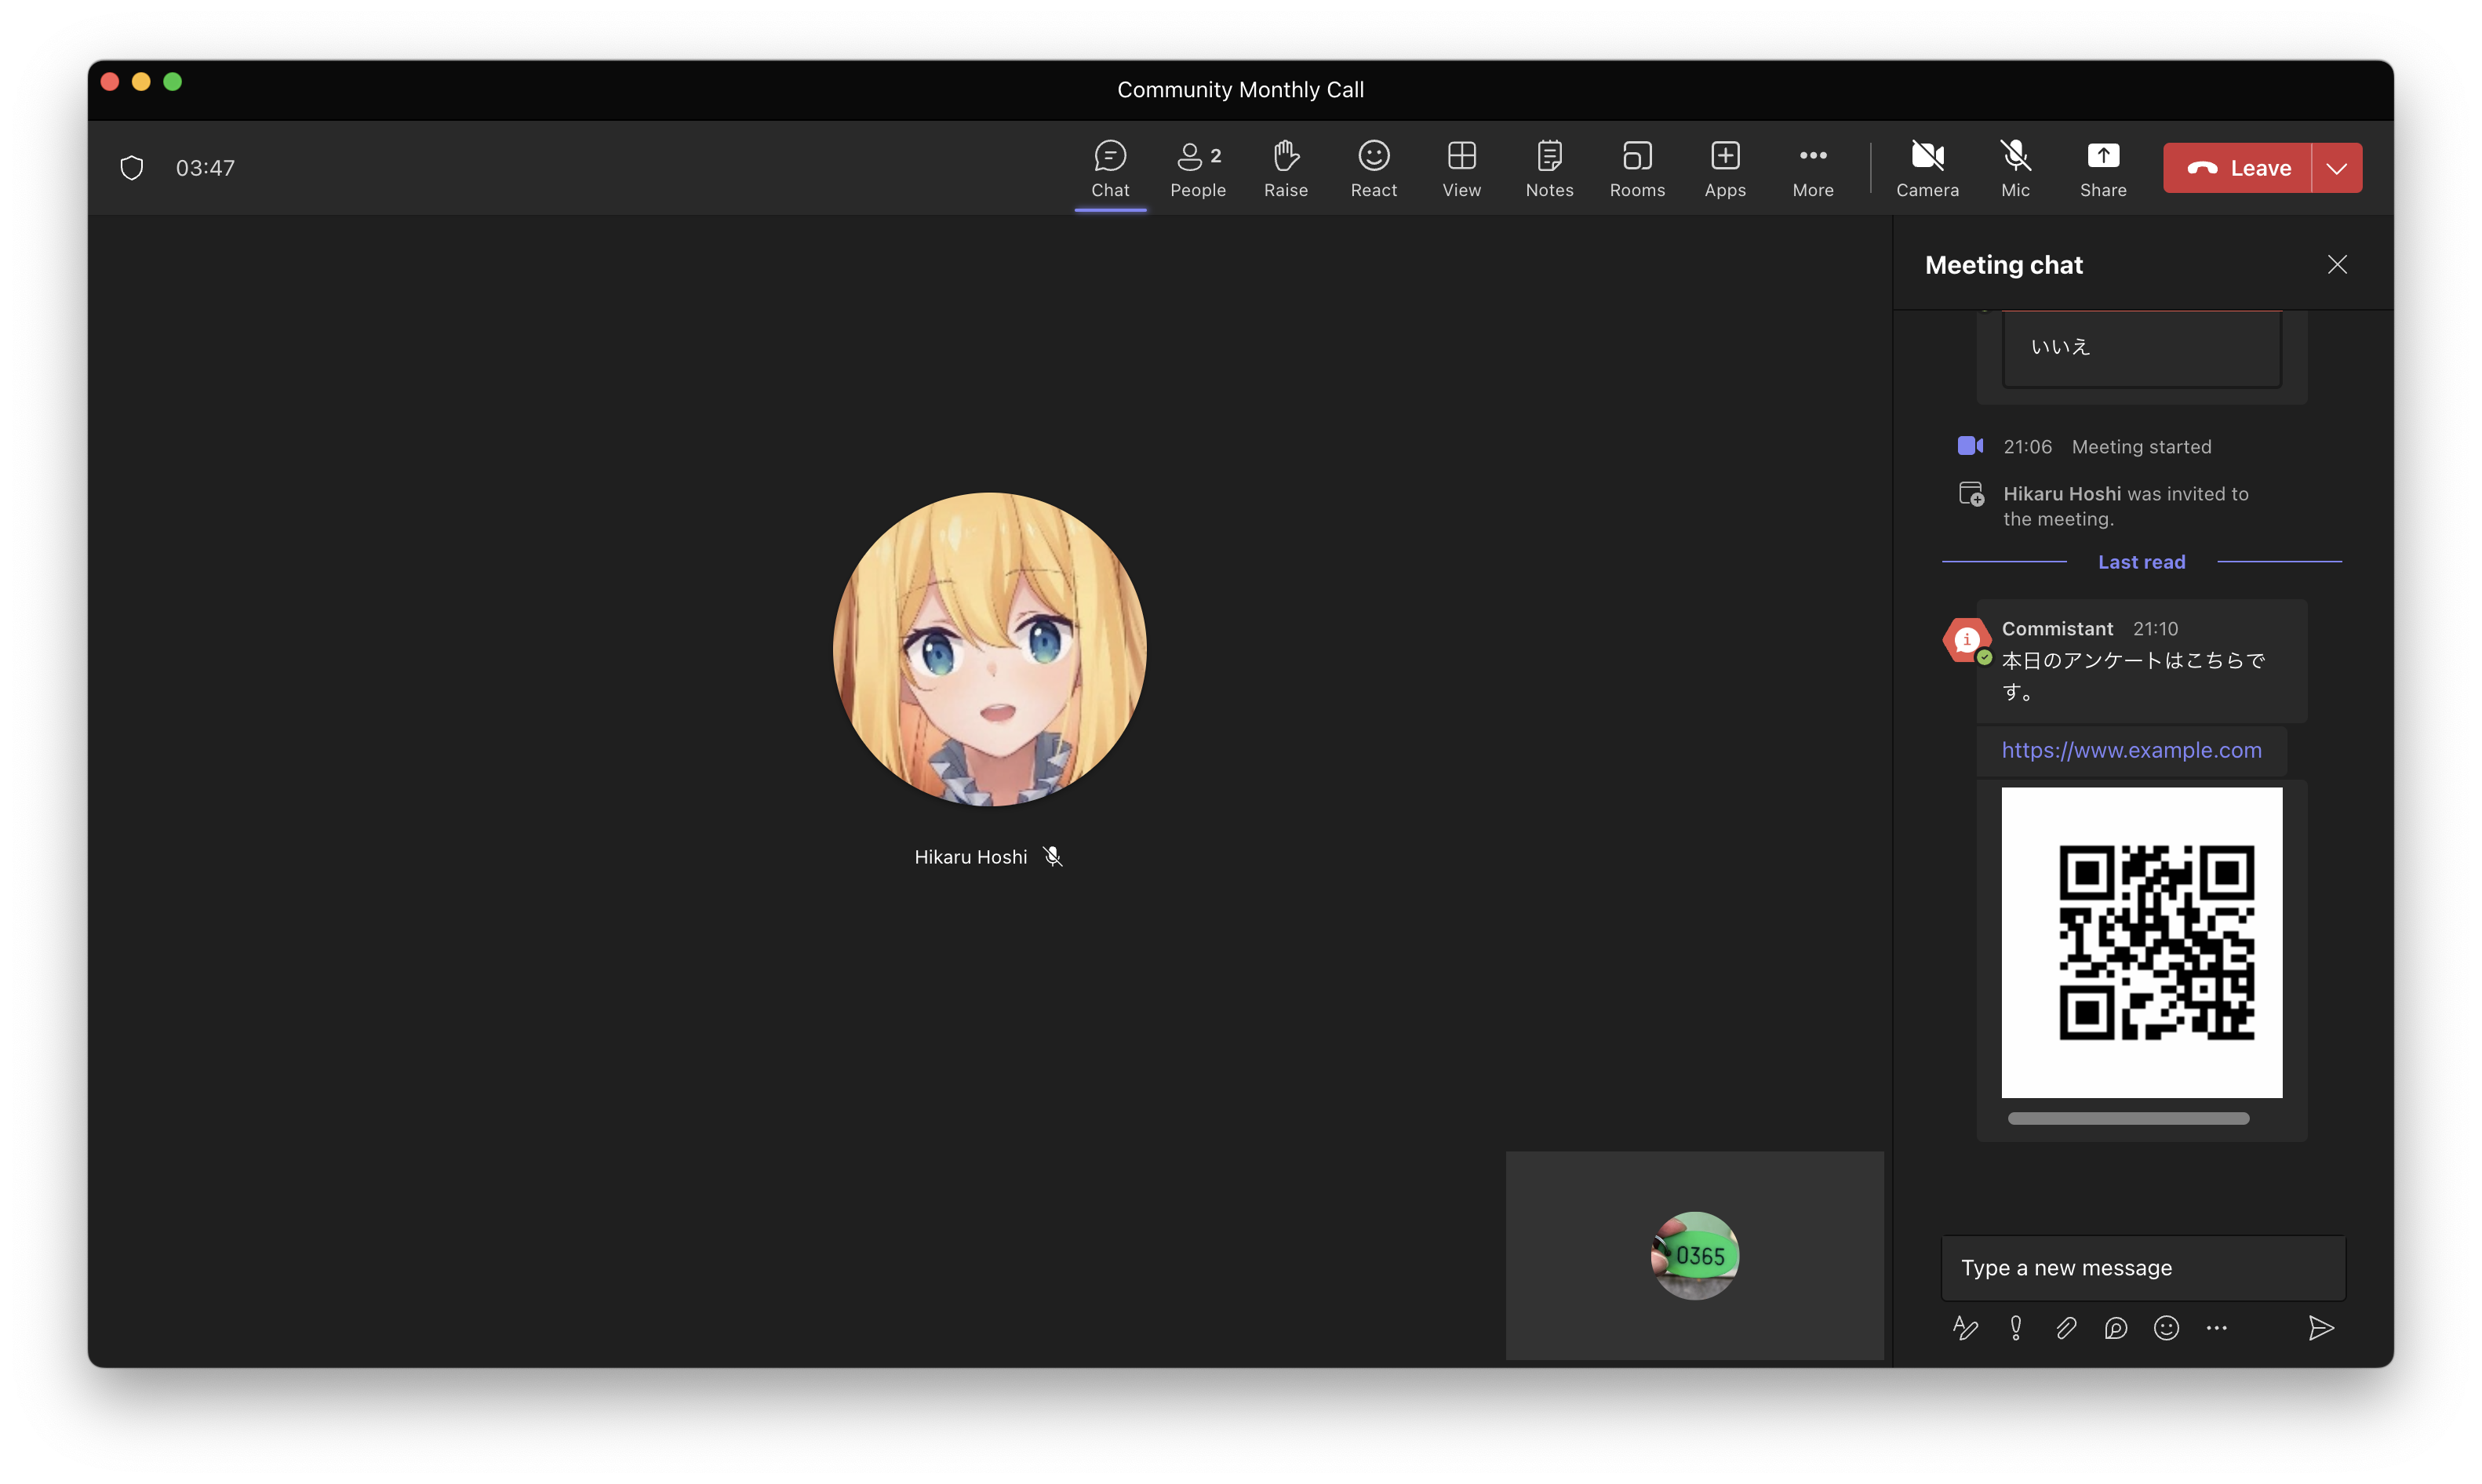 Community Monthly Call
03:47
Chat
People
2
Raise
React
View
Notes
Rooms
Apps
More
Camera
Mic
Share
Leave
Meeting chat
いいえ
21:06 Meeting started
Hikaru Hoshi was invited to
the meeting.
Last read
Commistant 21:10
本日のアンケートはこちらで
す。
https://www.example.com
Hikaru Hoshi
0365
Type a new message